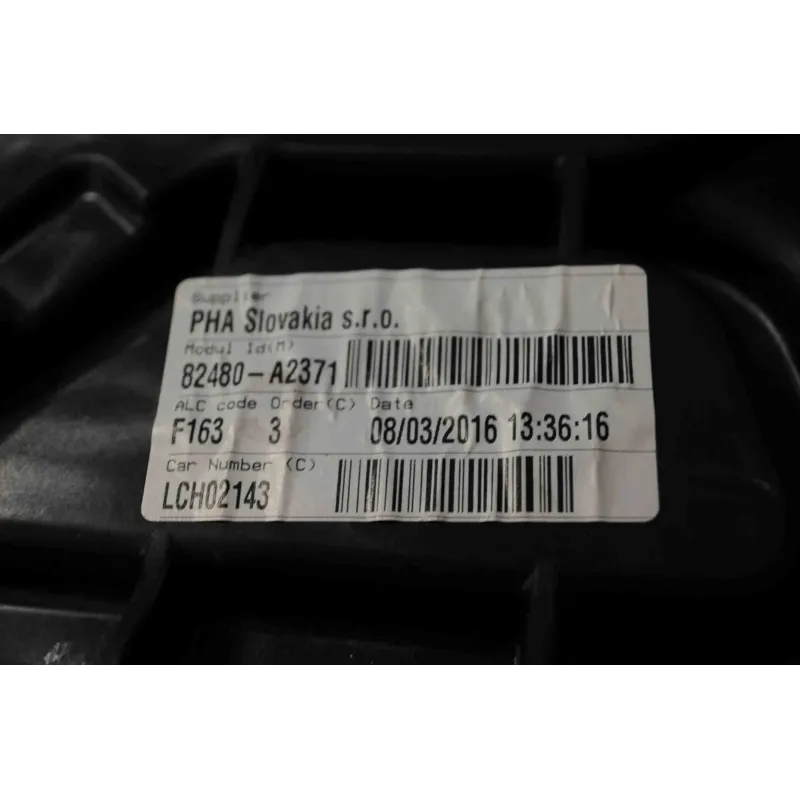 Supplier
PHA Slovakia s.r.o.
Modul Id(M)
82480-A2371
ALC code Order(C) Date
F163 3 08/03/2016 13:36:16
Car Number (C)
LCH02143